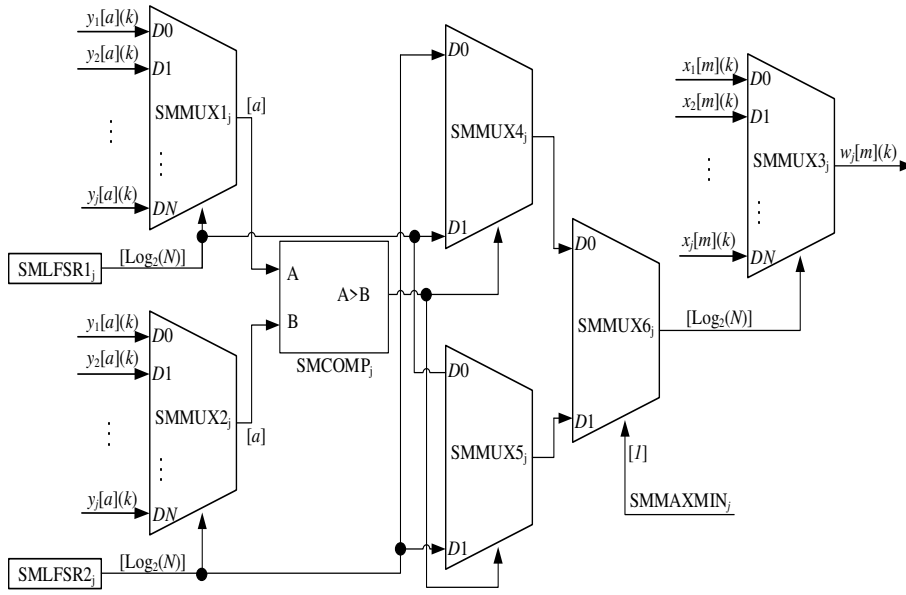 y₁[a](k)
D0
y₂[a](k)
D1
SMMUX1ⱼ
[a]
yⱼ[a](k)
DN
SMLFSR1ⱼ
[Log₂(N)]
y₁[a](k)
D0
y₂[a](k)
D1
SMMUX2ⱼ
[a]
yⱼ[a](k)
DN
SMLFSR2ⱼ
[Log₂(N)]
A
A>B
B
SMCOMPⱼ
D0
SMMUX4ⱼ
D1
D0
SMMUX5ⱼ
D1
D0
SMMUX6ⱼ
D1
[1]
SMMAXMINⱼ
[Log₂(N)]
x₁[m](k)
D0
x₂[m](k)
D1
SMMUX3ⱼ
wⱼ[m](k)
xⱼ[m](k)
DN